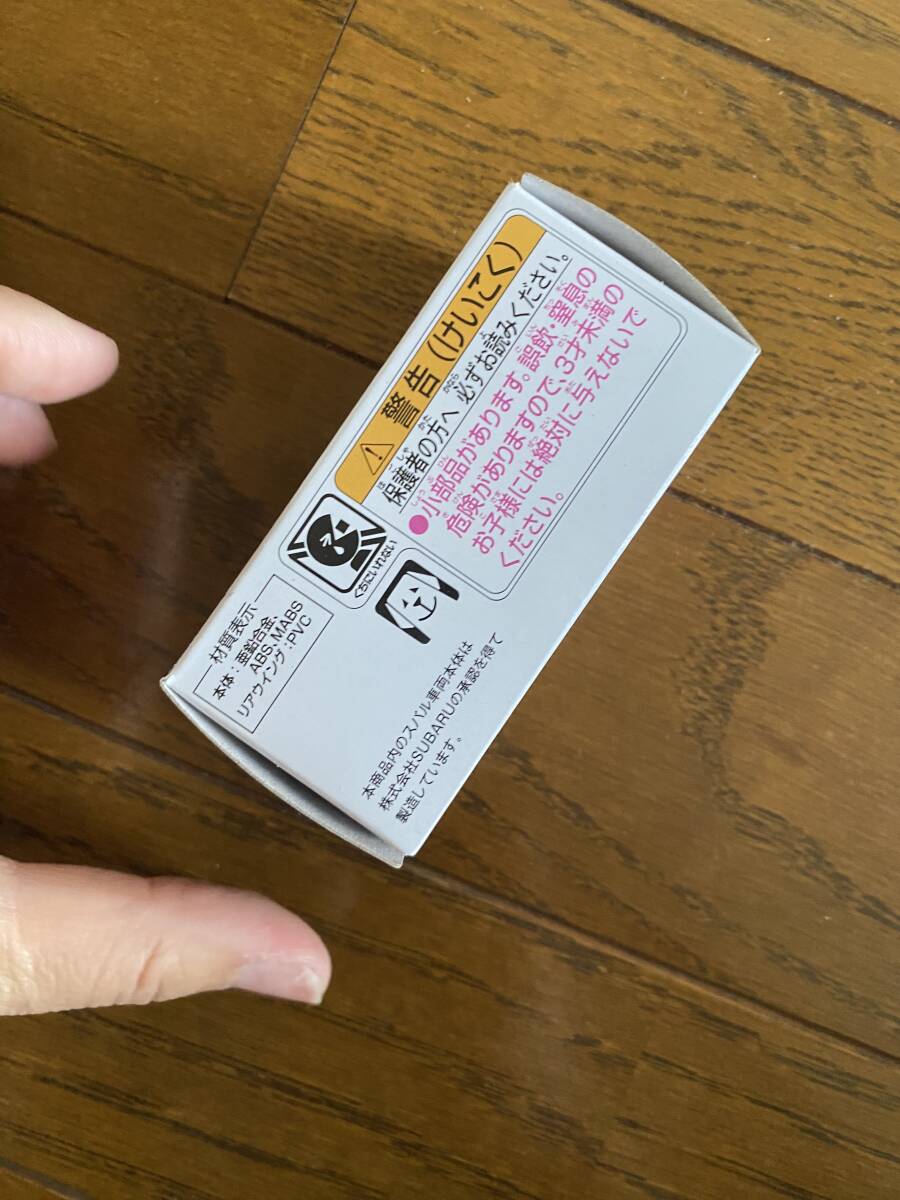 警告（けいこく）
保護者の方へ 必ずお読みください。
●小部品があります。誤飲・窒息の
危険がありますので、3才未満の
お子様には絶対に与えないで
ください。
くちにいれない
材質表示
本体：亜鉛合金、
ABS、MABS
リアウイング：PVC
本商品内のスバル車両本体は
株式会社SUBARUの承認を得て
製造しています。